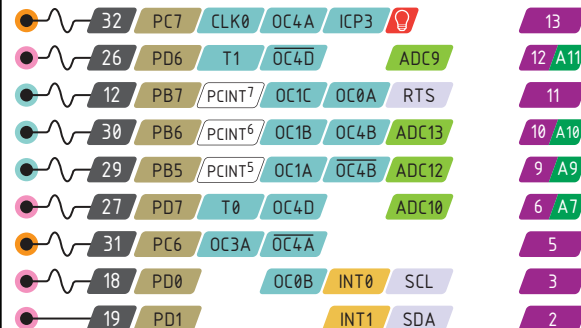 32 PC7 CLK0 OC4A ICP3 13
26 PD6 T1 OC4D ADC9 12 A11
12 PB7 PCINT7 OC1C OC0A RTS 11
30 PB6 PCINT6 OC1B OC4B ADC13 10 A10
29 PB5 PCINT5 OC1A OC4B ADC12 9 A9
27 PD7 T0 OC4D ADC10 6 A7
31 PC6 OC3A OC4A 5
18 PD0 OC0B INT0 SCL 3
19 PD1 INT1 SDA 2